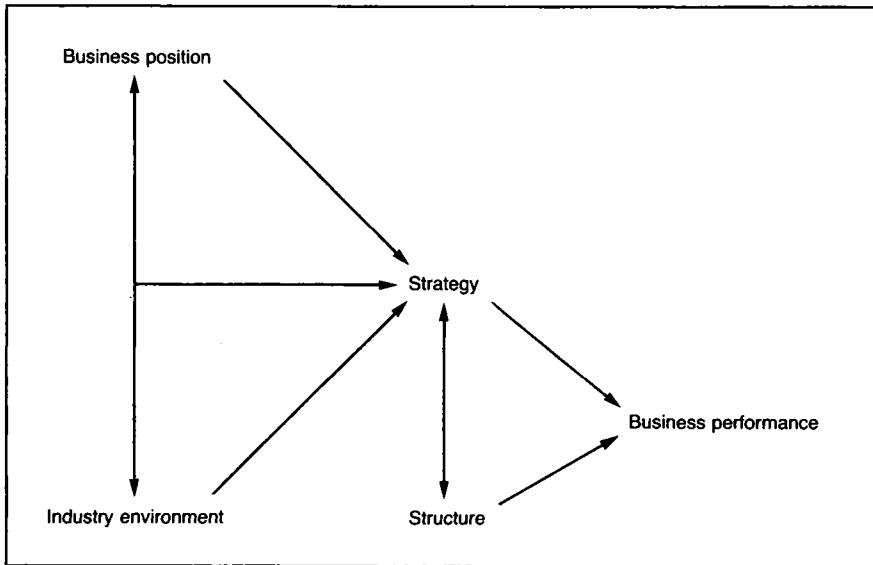 Business position
Strategy
Business performance
Industry environment
Structure